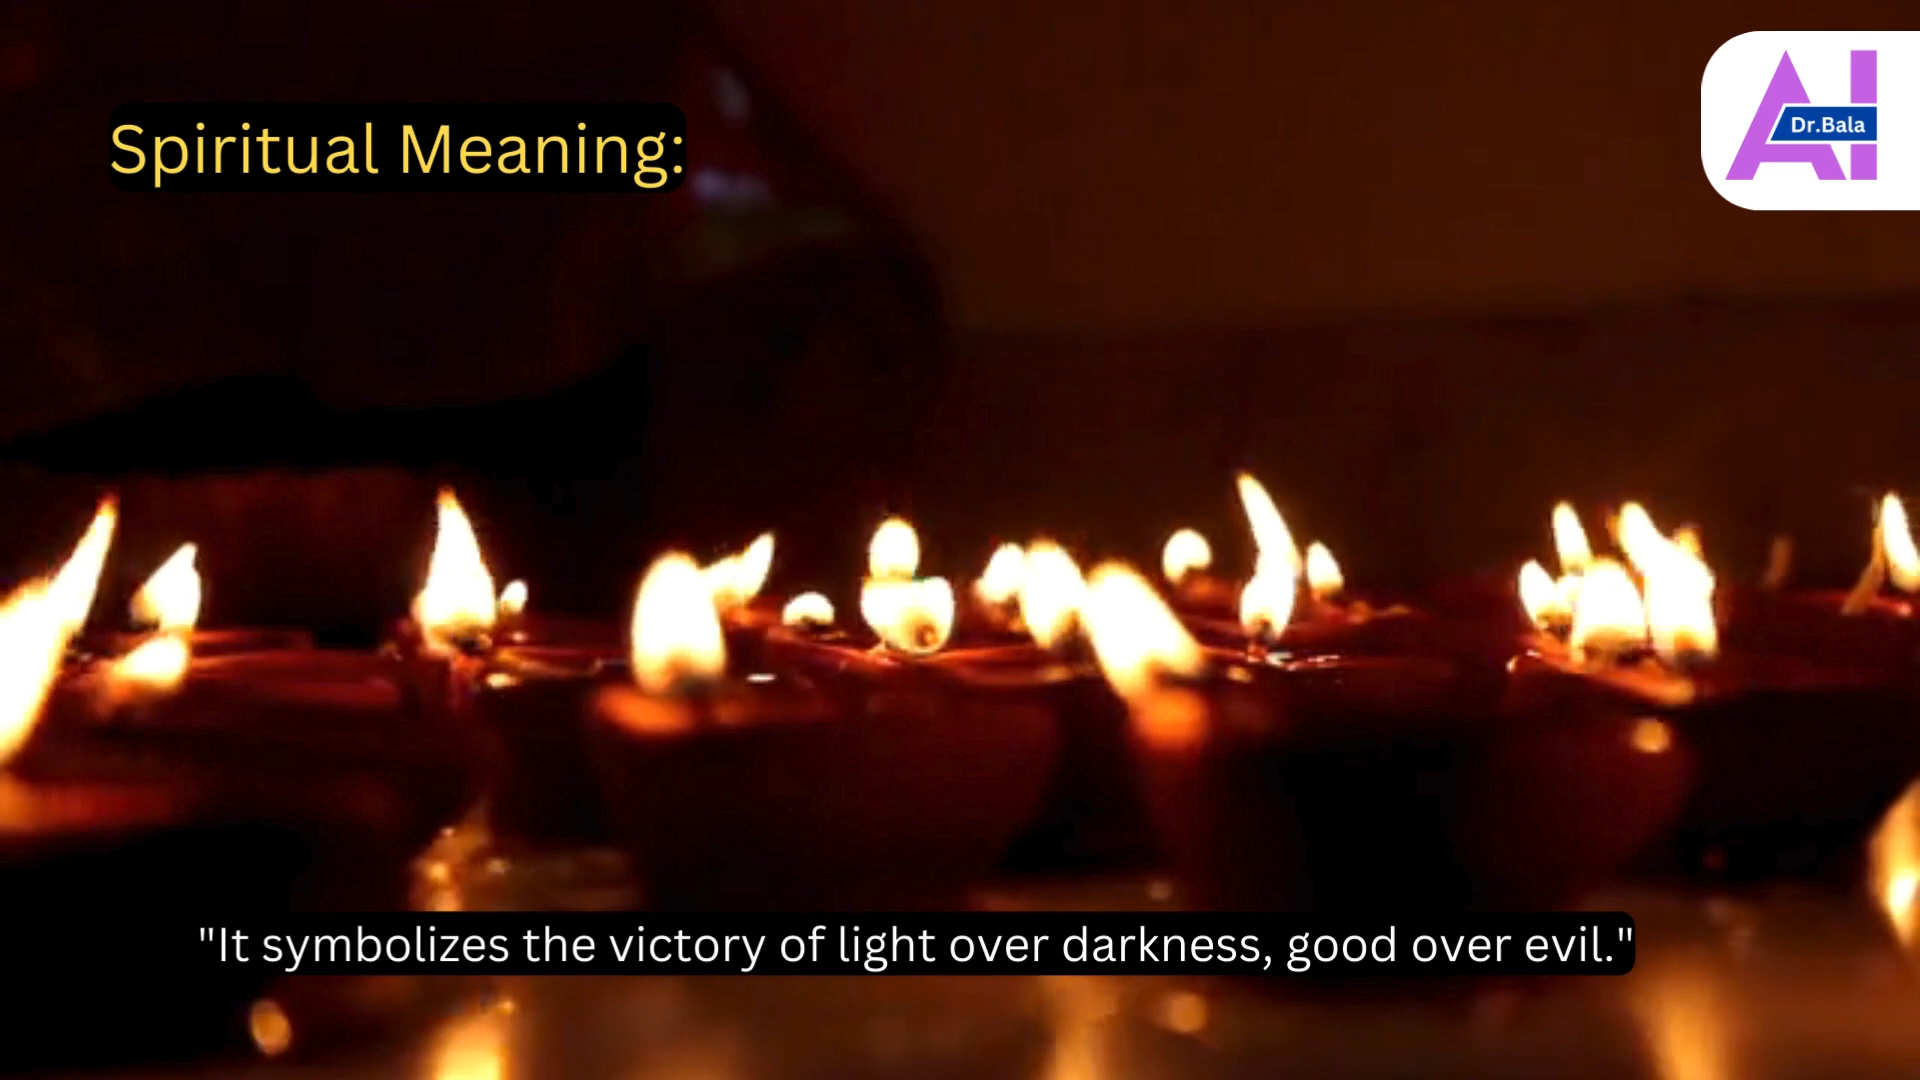 Spiritual Meaning:
AI
Dr.Bala
"It symbolizes the victory of light over darkness, good over evil."